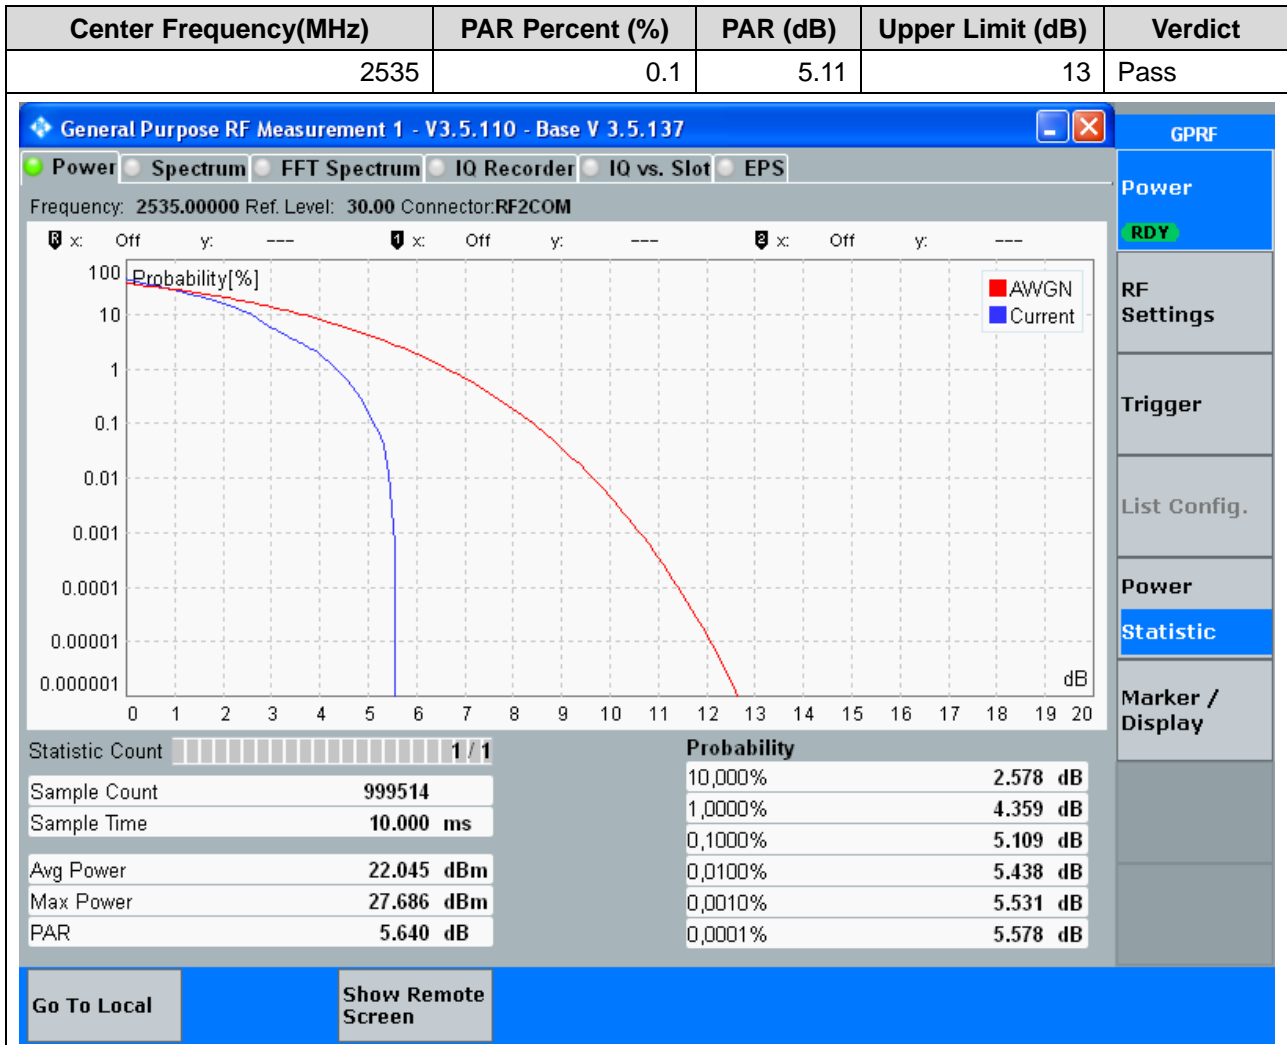 Center Frequency(MHz) PAR Percent (%) PAR (dB) Upper Limit (dB) Verdict
2535 0.1 5.11 13 Pass
General Purpose RF Measurement 1 - V3.5.110 - Base V 3.5.137
GPRF
Power Spectrum FFT Spectrum IQ Recorder IQ vs. Slot EPS
Power
RDY
Frequency: 2535.00000 Ref. Level: 30.00 Connector:RF2COM
R x: Off y: --- 1 x: Off y: --- 2 x: Off y: ---
100 Probability[%]
AWGN
Current
10
1
0.1
0.01
0.001
0.0001
0.00001
0.000001
dB
0 1 2 3 4 5 6 7 8 9 10 11 12 13 14 15 16 17 18 19 20
RF
Settings
Trigger
List Config.
Power
Statistic
Marker /
Display
Statistic Count 1 / 1
Sample Count 999514
Sample Time 10.000 ms
Avg Power 22.045 dBm
Max Power 27.686 dBm
PAR 5.640 dB
Probability
10,000% 2.578 dB
1,0000% 4.359 dB
0,1000% 5.109 dB
0,0100% 5.438 dB
0,0010% 5.531 dB
0,0001% 5.578 dB
Go To Local
Show Remote
Screen